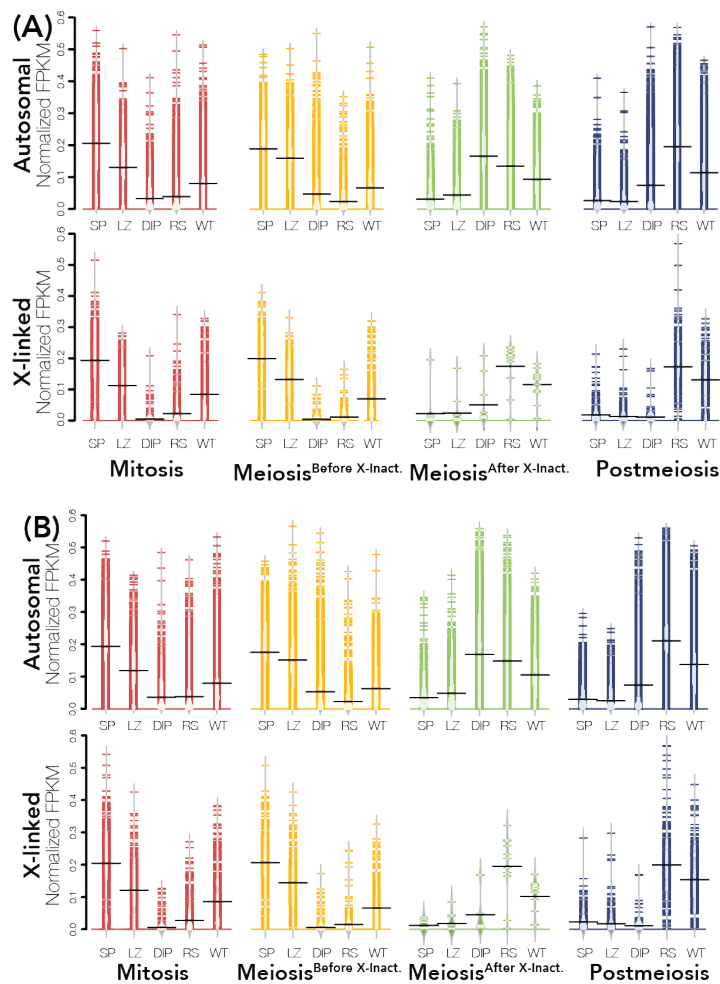 (A)
Autosomal
Normalized FPKM
0.0 0.1 0.2 0.3 0.4 0.5 0.6
SP LZ DIP RS WT SP LZ DIP RS WT SP LZ DIP RS WT SP LZ DIP RS WT
X-linked
Normalized FPKM
0.0 0.1 0.2 0.3 0.4 0.5 0.6
SP LZ DIP RS WT SP LZ DIP RS WT SP LZ DIP RS WT SP LZ DIP RS WT
Mitosis Meiosis Before X-Inact. Meiosis After X-Inact. Postmeiosis
(B)
Autosomal
Normalized FPKM
0.0 0.1 0.2 0.3 0.4 0.5 0.6
SP LZ DIP RS WT SP LZ DIP RS WT SP LZ DIP RS WT SP LZ DIP RS WT
X-linked
Normalized FPKM
0.0 0.1 0.2 0.3 0.4 0.5 0.6
SP LZ DIP RS WT SP LZ DIP RS WT SP LZ DIP RS WT SP LZ DIP RS WT
Mitosis Meiosis Before X-Inact. Meiosis After X-Inact. Postmeiosis